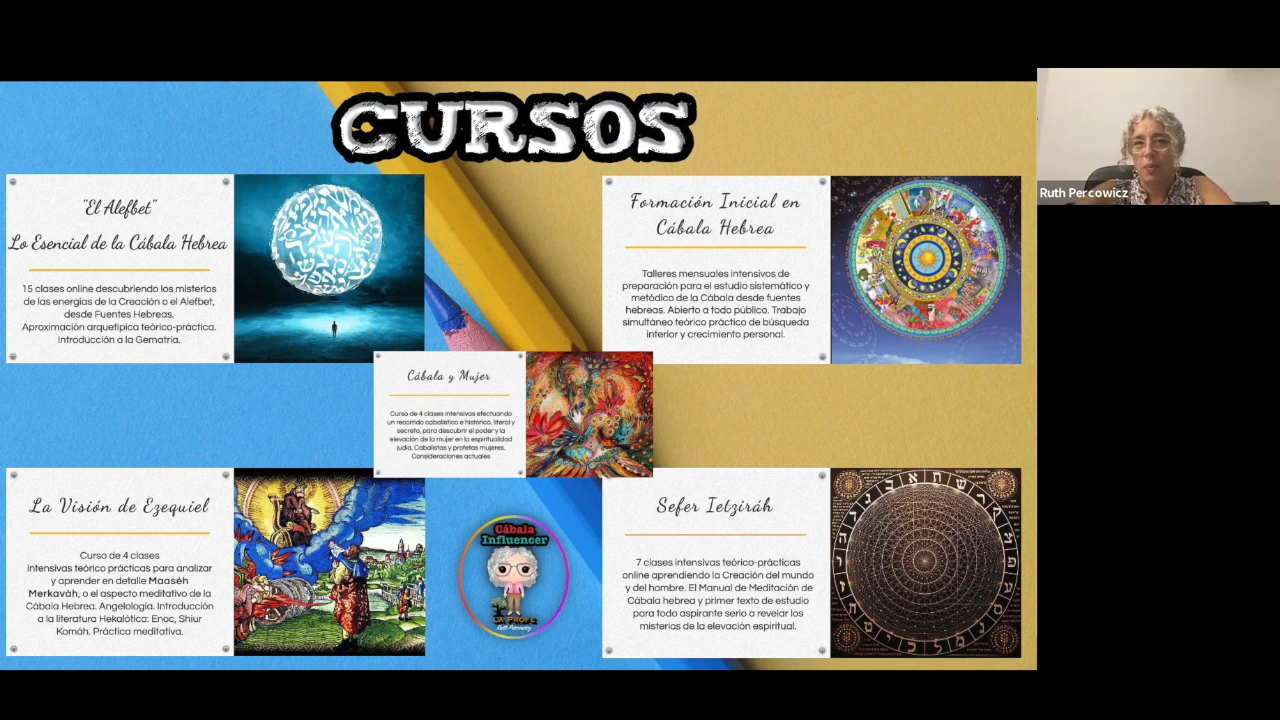 CURSOS
"El Alefbet"
Lo Esencial de la Cábala Hebrea
15 clases online descubriendo los misterios
de las energías de la Creación o el Alefbet,
desde Fuentes Hebreas.
Aproximación arquetípica teórico-práctica.
Introducción a la Gematria.
Formación Inicial en
Cábala Hebrea
Talleres mensuales intensivos de
preparación para el estudio sistemático y
metódico de la Cábala desde fuentes
hebreas. Abierto a todo público. Trabajo
simultáneo teórico práctico de búsqueda
interior y crecimiento personal.
Cábala y Mujer
Curso de 4 clases intensivas efectuando
un recorrido cabalístico e histórico, literal y
secreto, para descubrir el poder y la
elevación de la mujer en la espiritualidad
judía. Cabalistas y profetas mujeres.
Consideraciones actuales
La Visión de Ezequiel
Curso de 4 clases
intensivas teórico prácticas para analizar
y aprender en detalle Maaséh
Merkaváh, o el aspecto meditativo de la
Cábala Hebrea. Angelología. Introducción
a la literatura Hekalótica: Enoc, Shiur
Komáh. Práctica meditativa.
Cábala
Influencer
LA PROFE
Ruth Percowicz
Sefer Ietziráh
7 clases intensivas teórico-prácticas
online aprendiendo la Creación del mundo
y del hombre. El Manual de Meditación de
Cábala hebrea y primer texto de estudio
para todo aspirante serio a revelar los
misterios de la elevación espiritual.
Ruth Percowicz